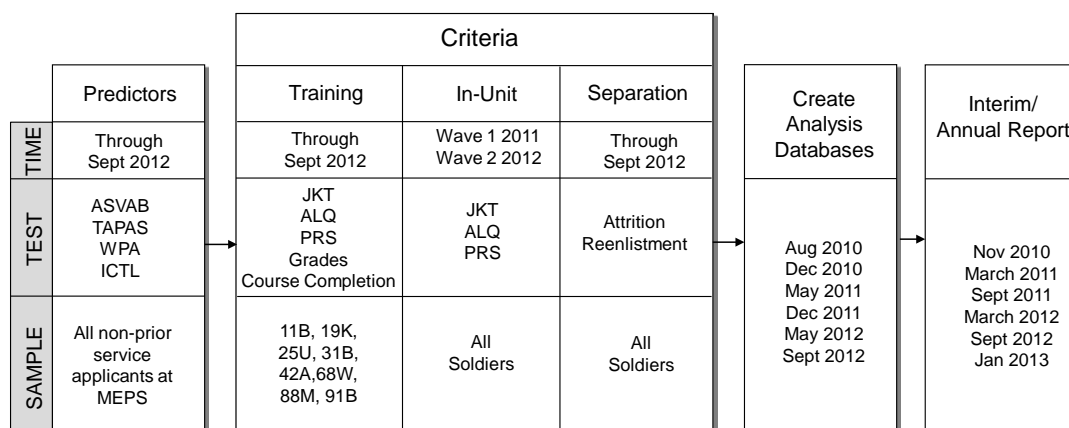 Criteria
Predictors
Training
In-Unit
Separation
Create
Analysis
Databases
Interim/
Annual Report
TIME
Through
Sept 2012
Through
Sept 2012
Wave 1 2011
Wave 2 2012
Through
Sept 2012
TEST
ASVAB
TAPAS
WPA
ICTL
JKT
ALQ
PRS
Grades
Course Completion
JKT
ALQ
PRS
Attrition
Reenlistment
Aug 2010
Dec 2010
May 2011
Dec 2011
May 2012
Sept 2012
Nov 2010
March 2011
Sept 2011
March 2012
Sept 2012
Jan 2013
SAMPLE
All non-prior
service
applicants at
MEPS
11B, 19K,
25U, 31B,
42A,68W,
88M, 91B
All
Soldiers
All
Soldiers